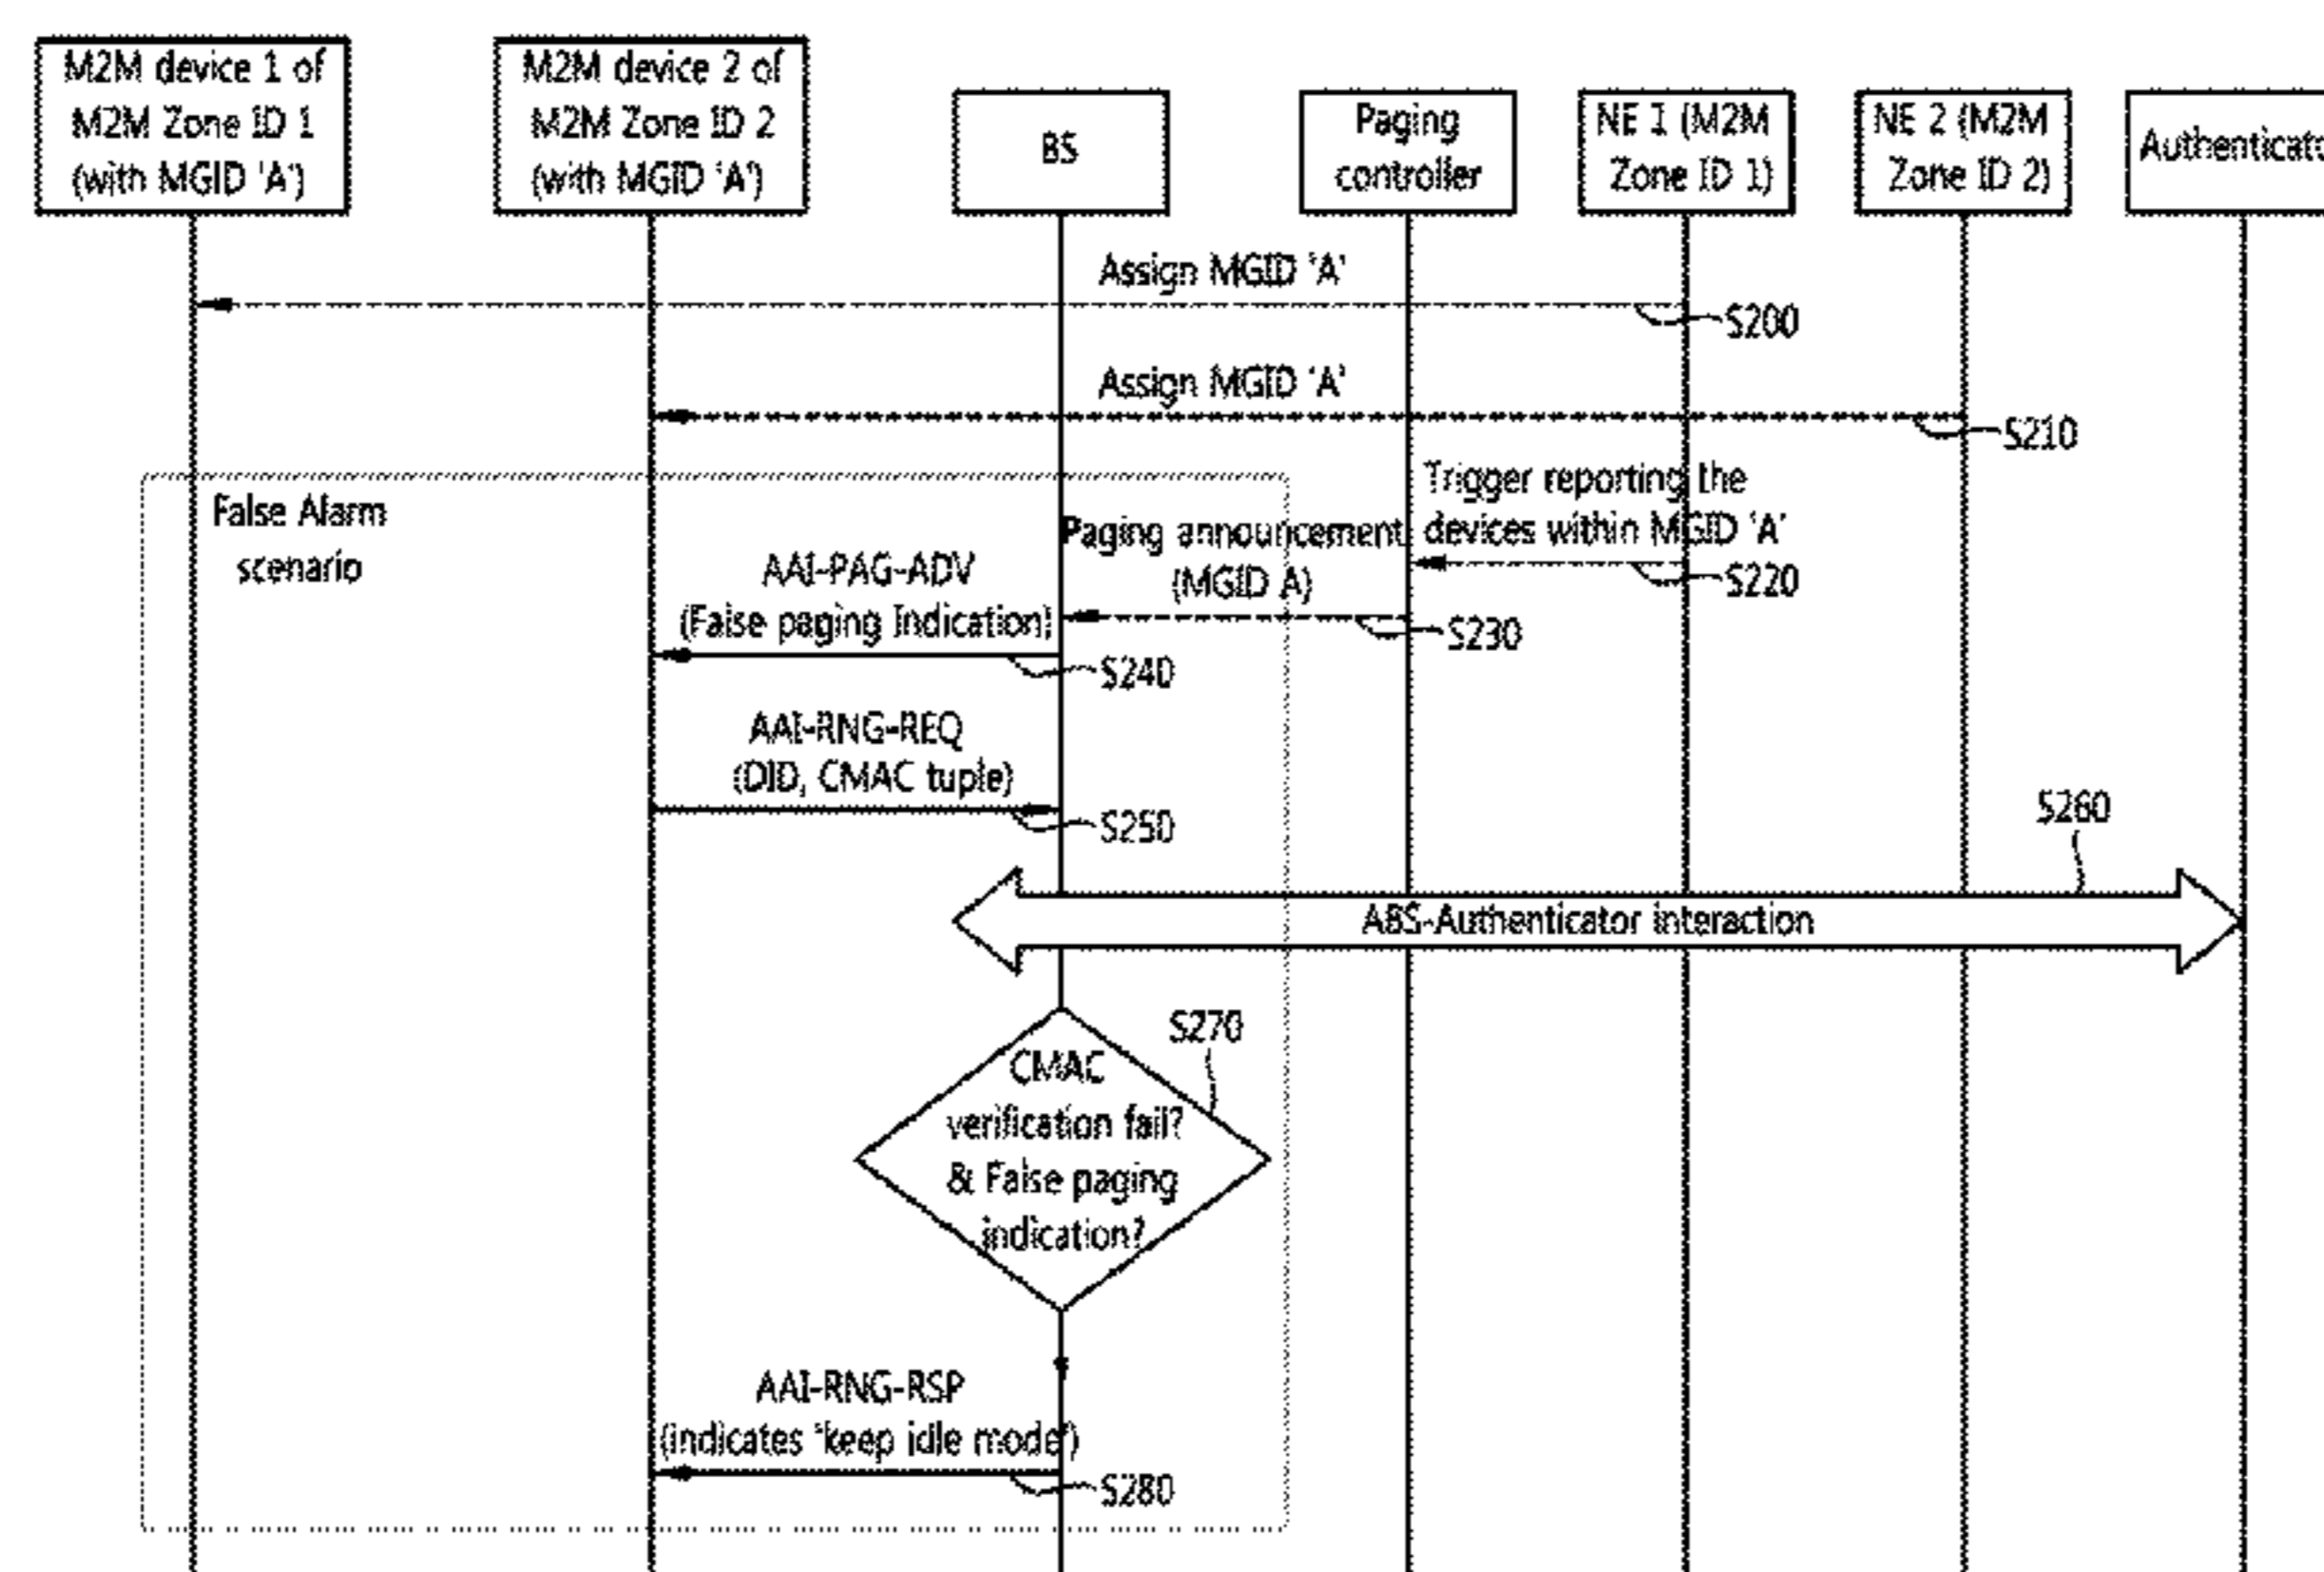 M2M device 1 of
M2M Zone ID 1
(with MGID 'A')
M2M device 2 of
M2M Zone ID 2
(with MGID 'A')
BS
Paging
controller
NE 1 (M2M
Zone ID 1)
NE 2 (M2M
Zone ID 2)
Authenticato
Assign MGID 'A'
S200
Assign MGID 'A'
S210
False Alarm
scenario
Trigger reporting the
devices within MGID 'A'
S220
Paging announcement
(MGID A)
S230
AAI-PAG-ADV
(False paging Indication)
S240
AAI-RNG-REQ
(DID, CMAC tuple)
S250
S260
ABS-Authenticator interaction
S270
CMAC
verification fail?
& False paging
indication?
AAI-RNG-RSP
(indicates 'keep idle mode')
S280